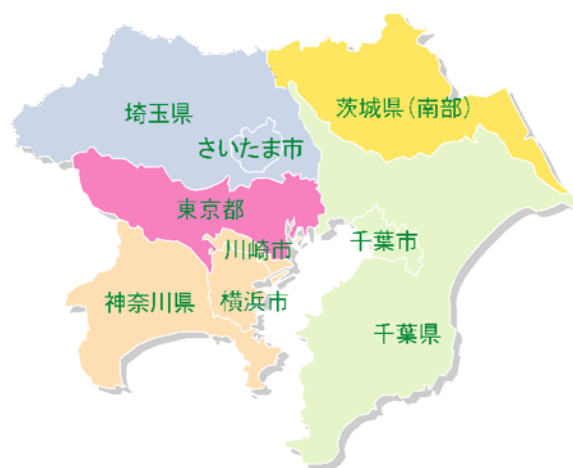 茨城県（南部）
埼玉県
さいたま市
東京都
川崎市
千葉市
神奈川県
横浜市
千葉県